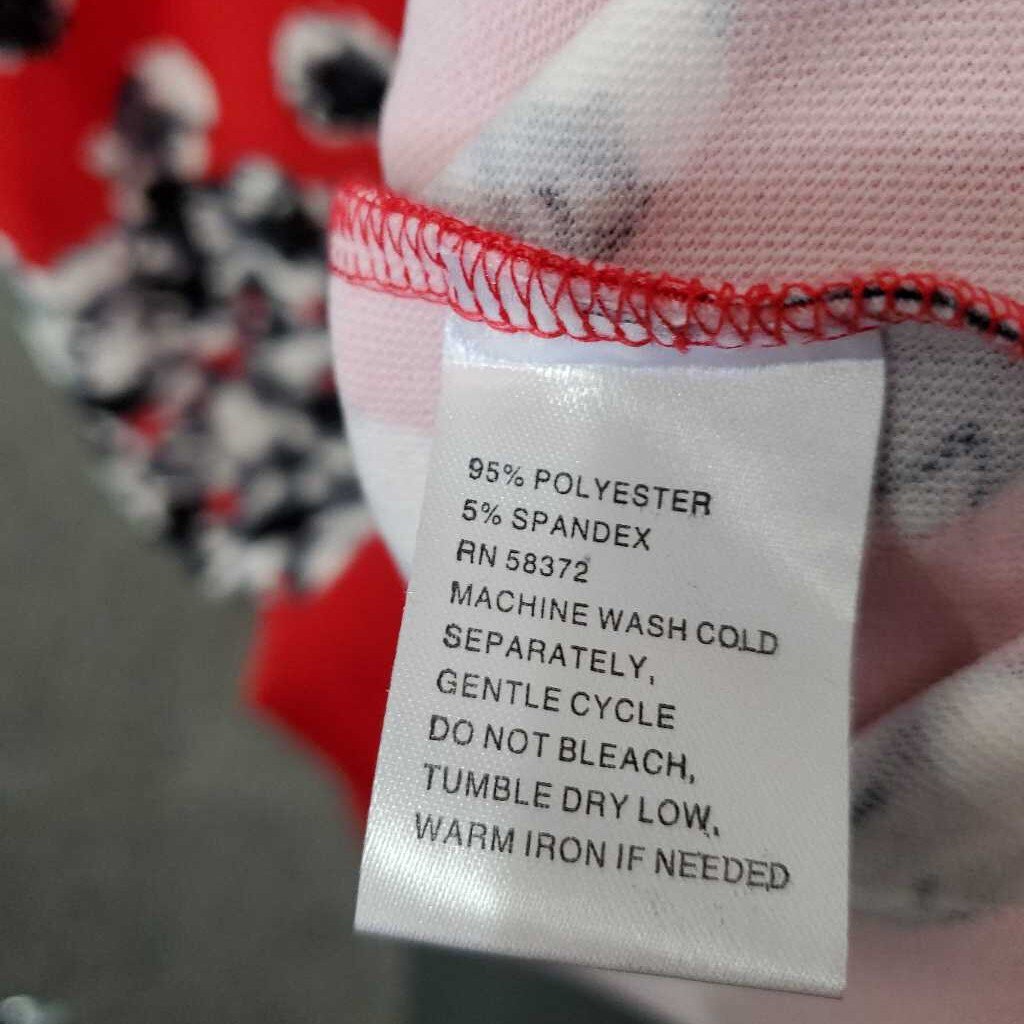 95% POLYESTER
5% SPANDEX
RN 58372
MACHINE WASH COLD
SEPARATELY,
GENTLE CYCLE
DO NOT BLEACH,
TUMBLE DRY LOW,
WARM IRON IF NEEDED